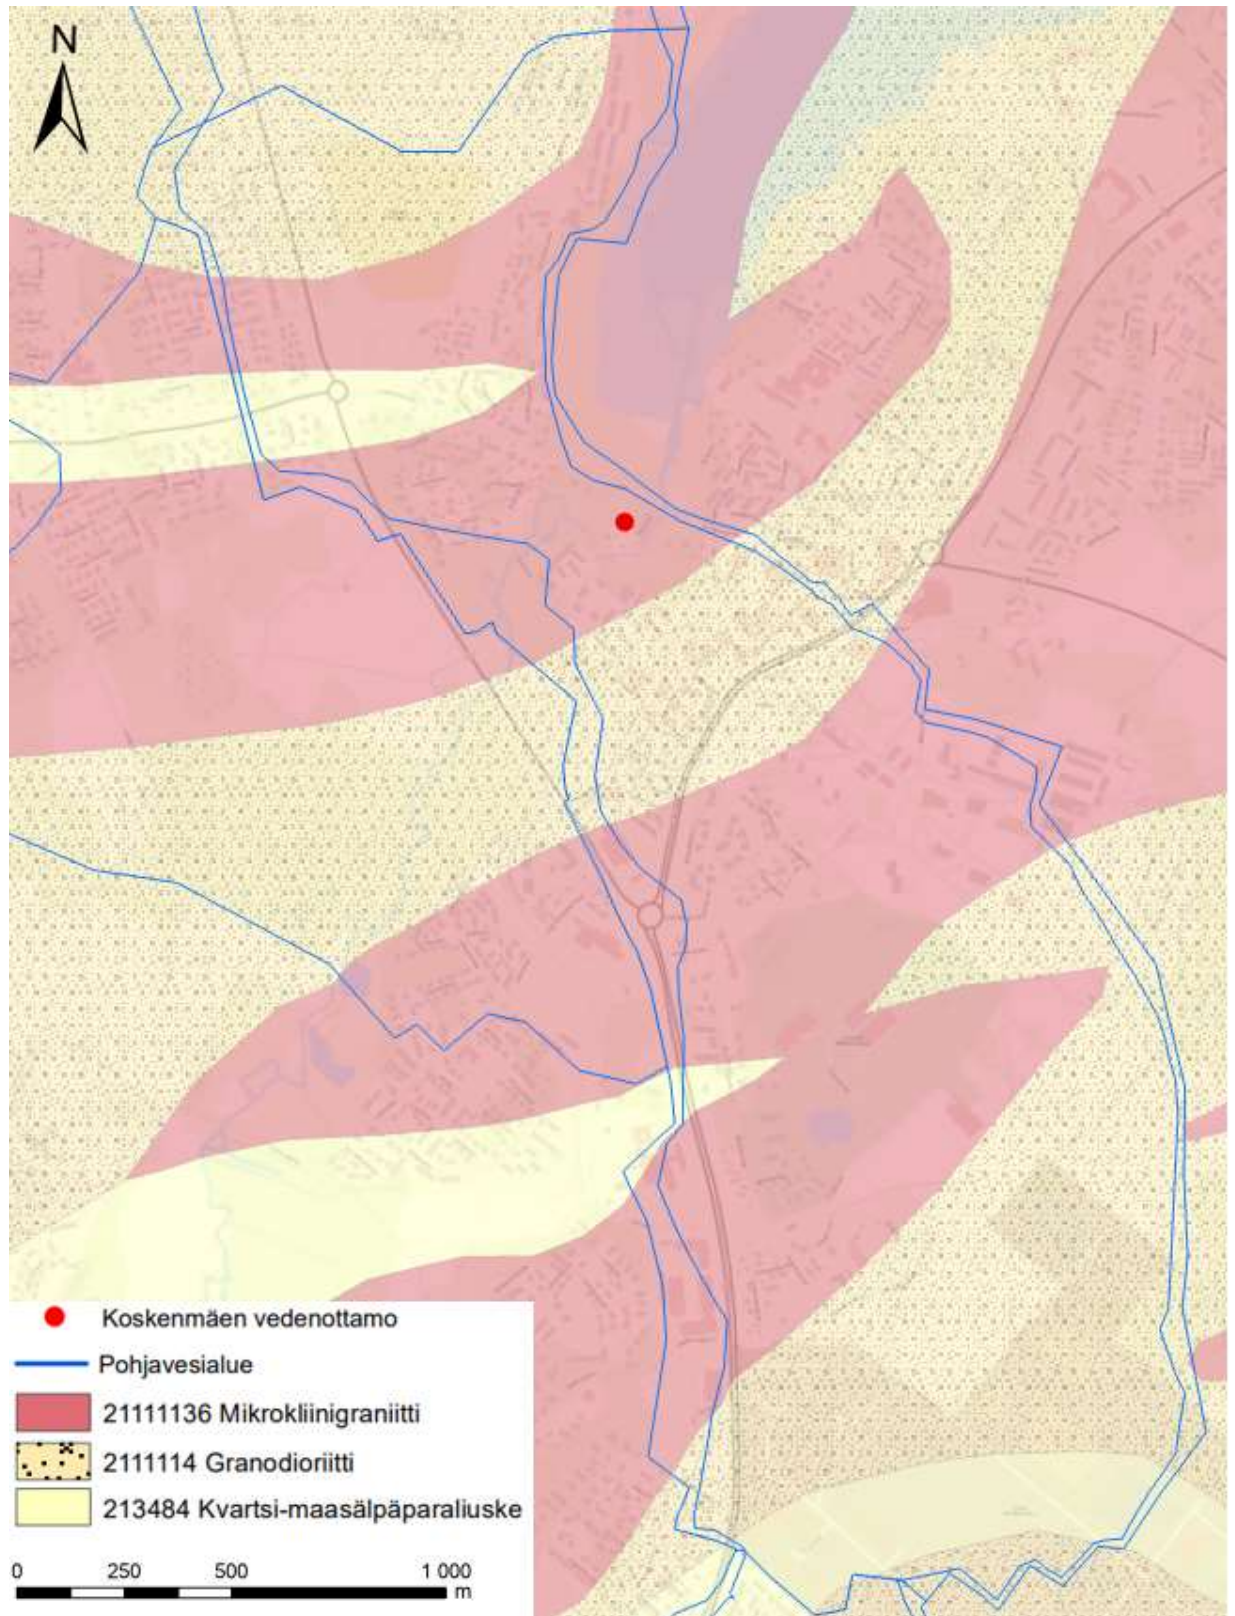 N
Koskenmäen vedenottamo
Pohjavesialue
21111136 Mikrokliinigraniitti
2111114 Granodioriitti
213484 Kvartsi-maasälpäparaliuske
0 250 500 1 000
m